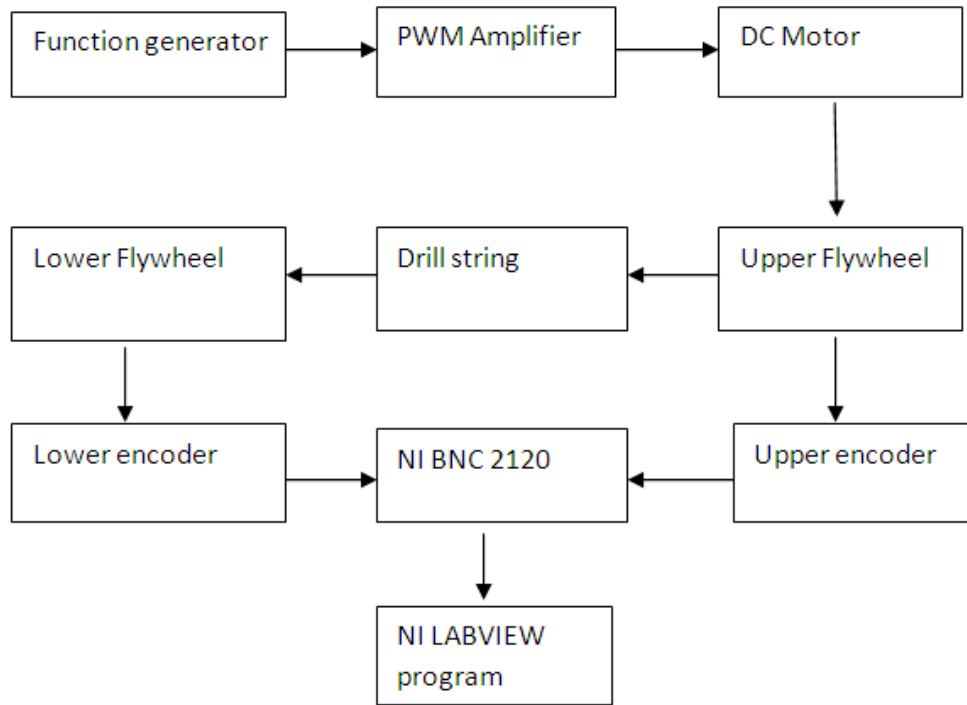 Function generator
PWM Amplifier
DC Motor
Lower Flywheel
Drill string
Upper Flywheel
Lower encoder
NI BNC 2120
Upper encoder
NI LABVIEW
program